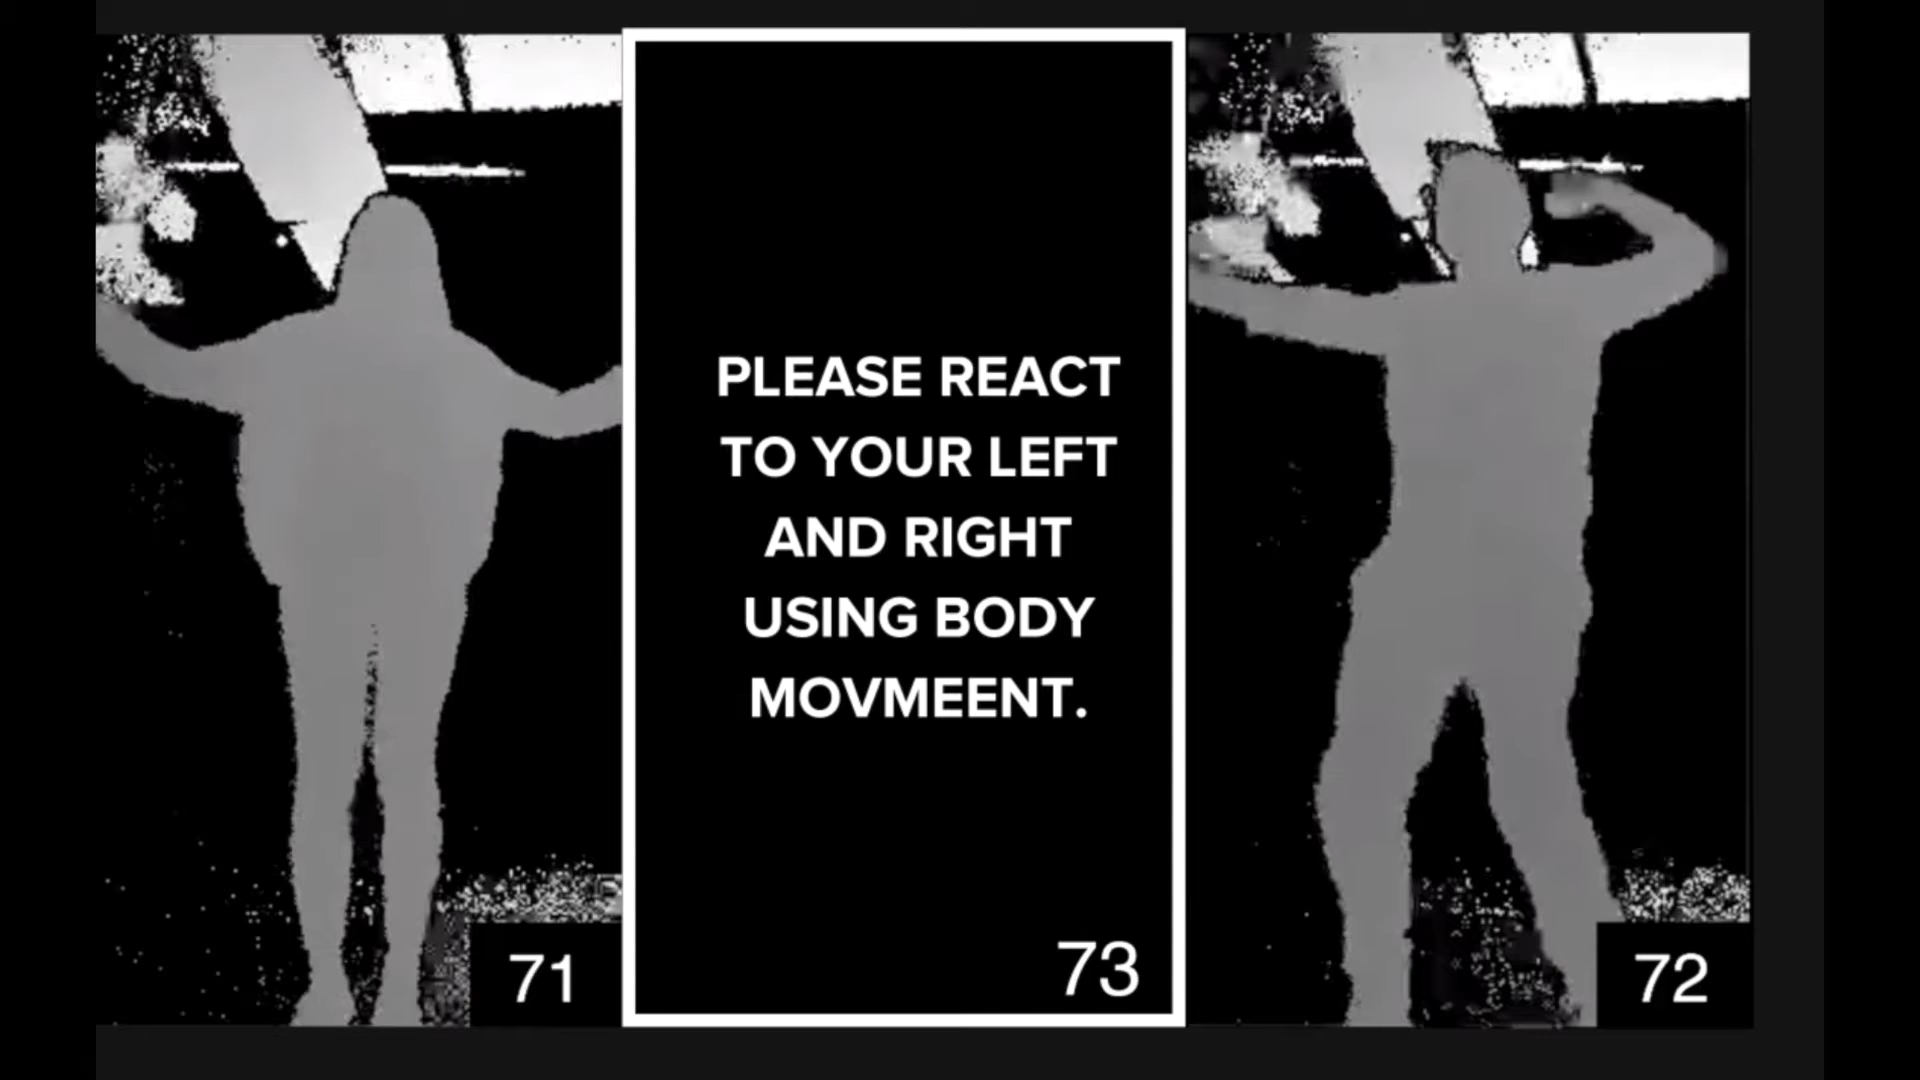 PLEASE REACT
TO YOUR LEFT
AND RIGHT
USING BODY
MOVMEENT.
71
73
72